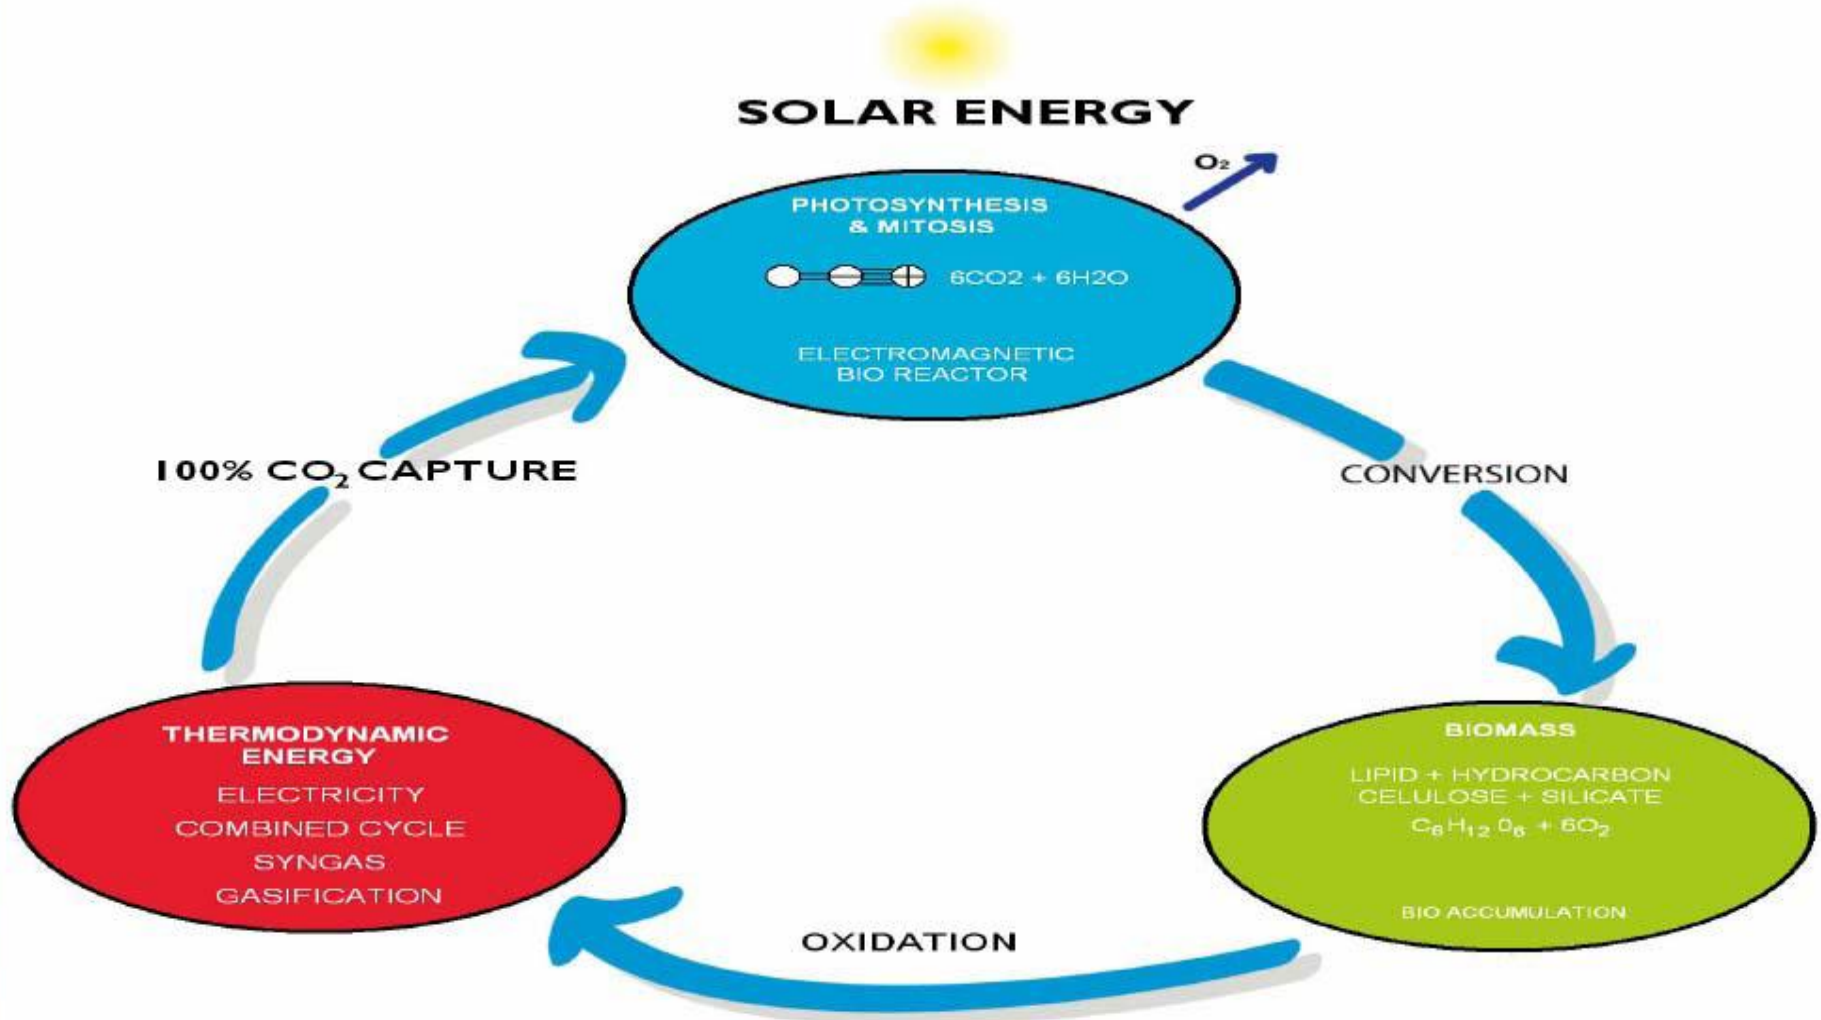 SOLAR ENERGY
O₂
PHOTOSYNTHESIS
& MITOSIS
6CO2 + 6H2O
ELECTROMAGNETIC
BIO REACTOR
100% CO₂ CAPTURE
CONVERSION
THERMODYNAMIC
ENERGY
ELECTRICITY
COMBINED CYCLE
SYNGAS
GASIFICATION
BIOMASS
LIPID + HYDROCARBON
CELULOSE + SILICATE
C₆H₁₂0₆ + 6O₂
BIO ACCUMULATION
OXIDATION